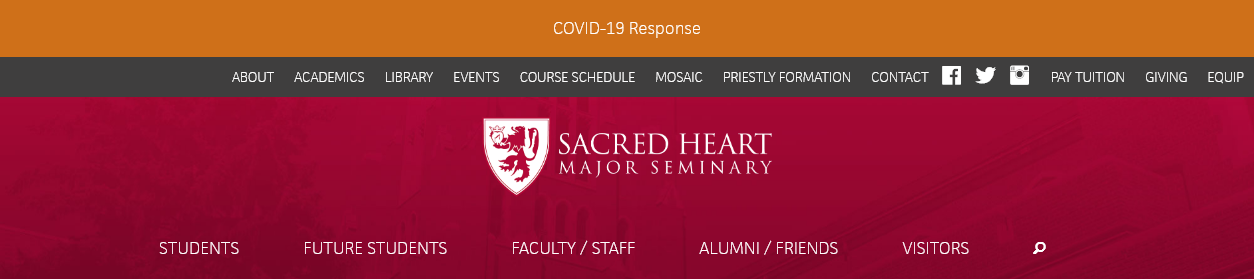 COVID-19 Response
ABOUT ACADEMICS LIBRARY EVENTS COURSE SCHEDULE MOSAIC PRIESTLY FORMATION CONTACT PAY TUITION GIVING EQUIP
SACRED HEART
MAJOR SEMINARY
STUDENTS FUTURE STUDENTS FACULTY / STAFF ALUMNI / FRIENDS VISITORS